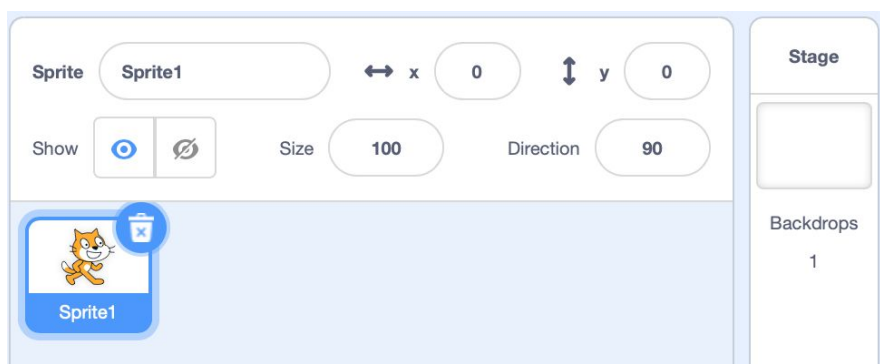 Sprite Sprite1 x 0 y 0
Show Size 100 Direction 90
Sprite1
Stage
Backdrops
1